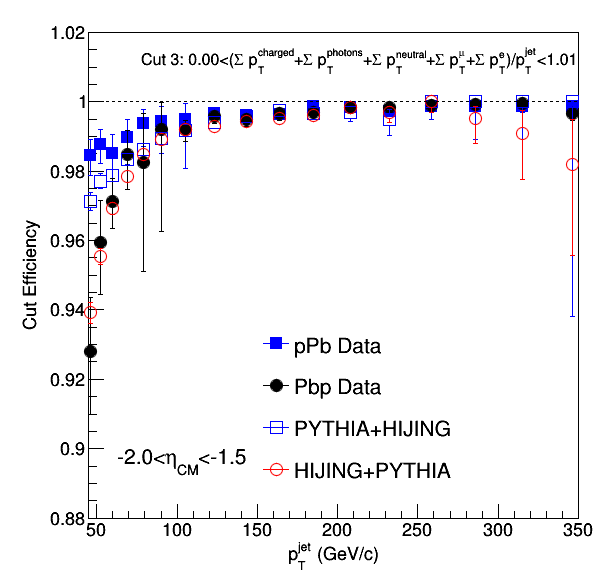 1.02
Cut 3: 0.00<(Σ p_T^charged+Σ p_T^photons+Σ p_T^neutral+Σ p_T^μ+Σ p_T^e)/p_T^jet<1.01
1
0.98
0.96
0.94
0.92
0.9
0.88
Cut Efficiency
pPb Data
Pbp Data
PYTHIA+HIJING
HIJING+PYTHIA
-2.0<η_CM<-1.5
50 100 150 200 250 300 350
p_T^jet (GeV/c)